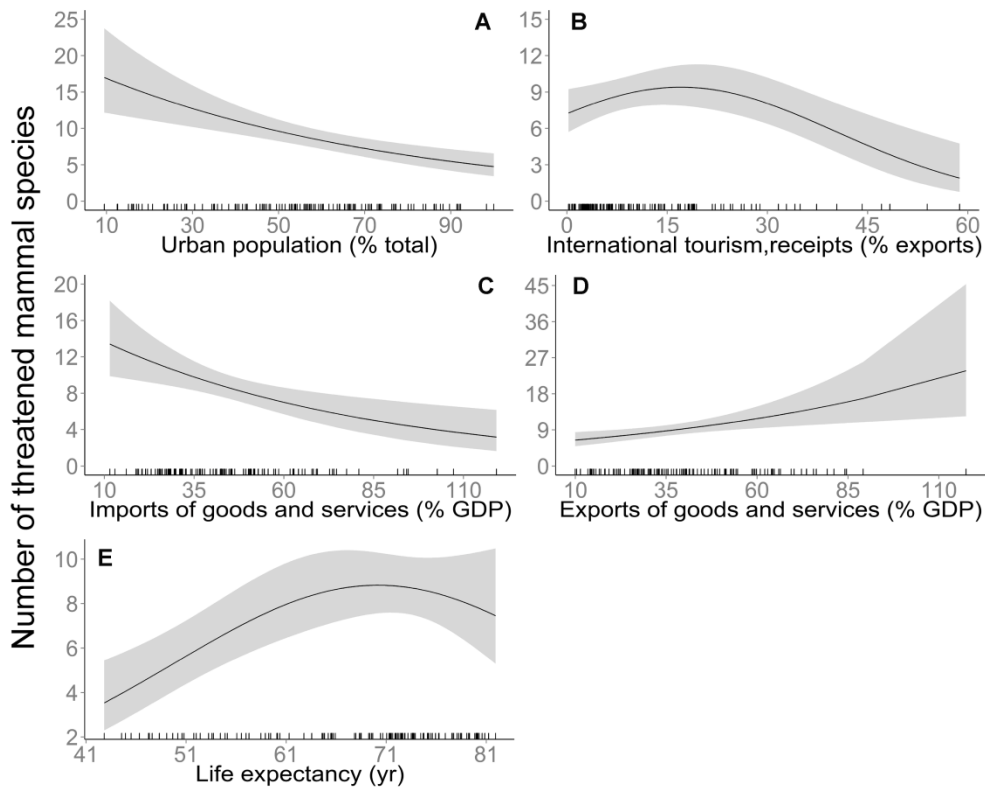 Number of threatened mammal species
A
25
20
15
10
5
0
10 30 50 70 90
Urban population (% total)
B
15
12
9
6
3
0
0 15 30 45 60
International tourism,receipts (% exports)
C
20
16
12
8
4
0
10 35 60 85 110
Imports of goods and services (% GDP)
D
45
36
27
18
9
0
10 35 60 85 110
Exports of goods and services (% GDP)
E
10
8
6
4
2
41 51 61 71 81
Life expectancy (yr)